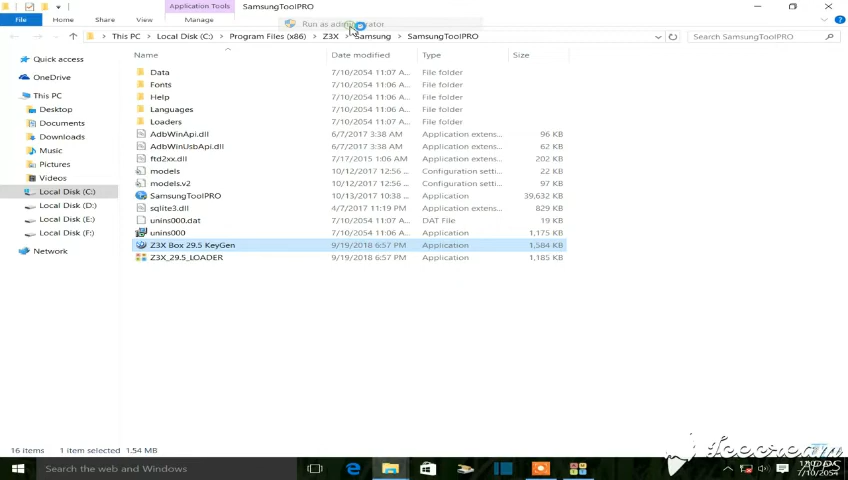 Application Tools SamsungToolPRO
File Home Share View Manage
Run as administrator
This PC Local Disk (C:) Program Files (x86) Z3X Samsung SamsungToolPRO Search SamsungToolPRO
Name Date modified Type Size
Quick access
OneDrive
This PC
Desktop
Documents
Downloads
Music
Pictures
Videos
Local Disk (C:)
Local Disk (D:)
Local Disk (E:)
Local Disk (F:)
Network
Data 7/10/2054 11:07 A... File folder
Fonts 7/10/2054 11:06 A... File folder
Help 7/10/2054 11:06 A... File folder
Languages 7/10/2054 11:06 A... File folder
Loaders 7/10/2054 11:06 A... File folder
AdbWinApi.dll 6/7/2017 3:38 AM Application extens... 96 KB
AdbWinUsbApi.dll 6/7/2017 3:38 AM Application extens... 62 KB
ftd2xx.dll 7/17/2015 1:06 AM Application extens... 202 KB
models 10/12/2017 12:56 ... Configuration setti... 22 KB
models.v2 10/12/2017 12:56 ... Configuration setti... 97 KB
SamsungToolPRO 10/13/2017 10:38 ... Application 39,632 KB
sqlite3.dll 4/7/2017 11:19 PM Application extens... 829 KB
unins000.dat 7/10/2054 11:06 A... DAT File 19 KB
unins000 7/10/2054 11:06 A... Application 1,175 KB
Z3X Box 29.5 KeyGen 9/19/2018 6:57 PM Application 1,584 KB
Z3X_29.5_LOADER 9/19/2018 6:57 PM Application 1,185 KB
16 items 1 item selected 1.54 MB
Icecream
Search the web and Windows
7/10/2054